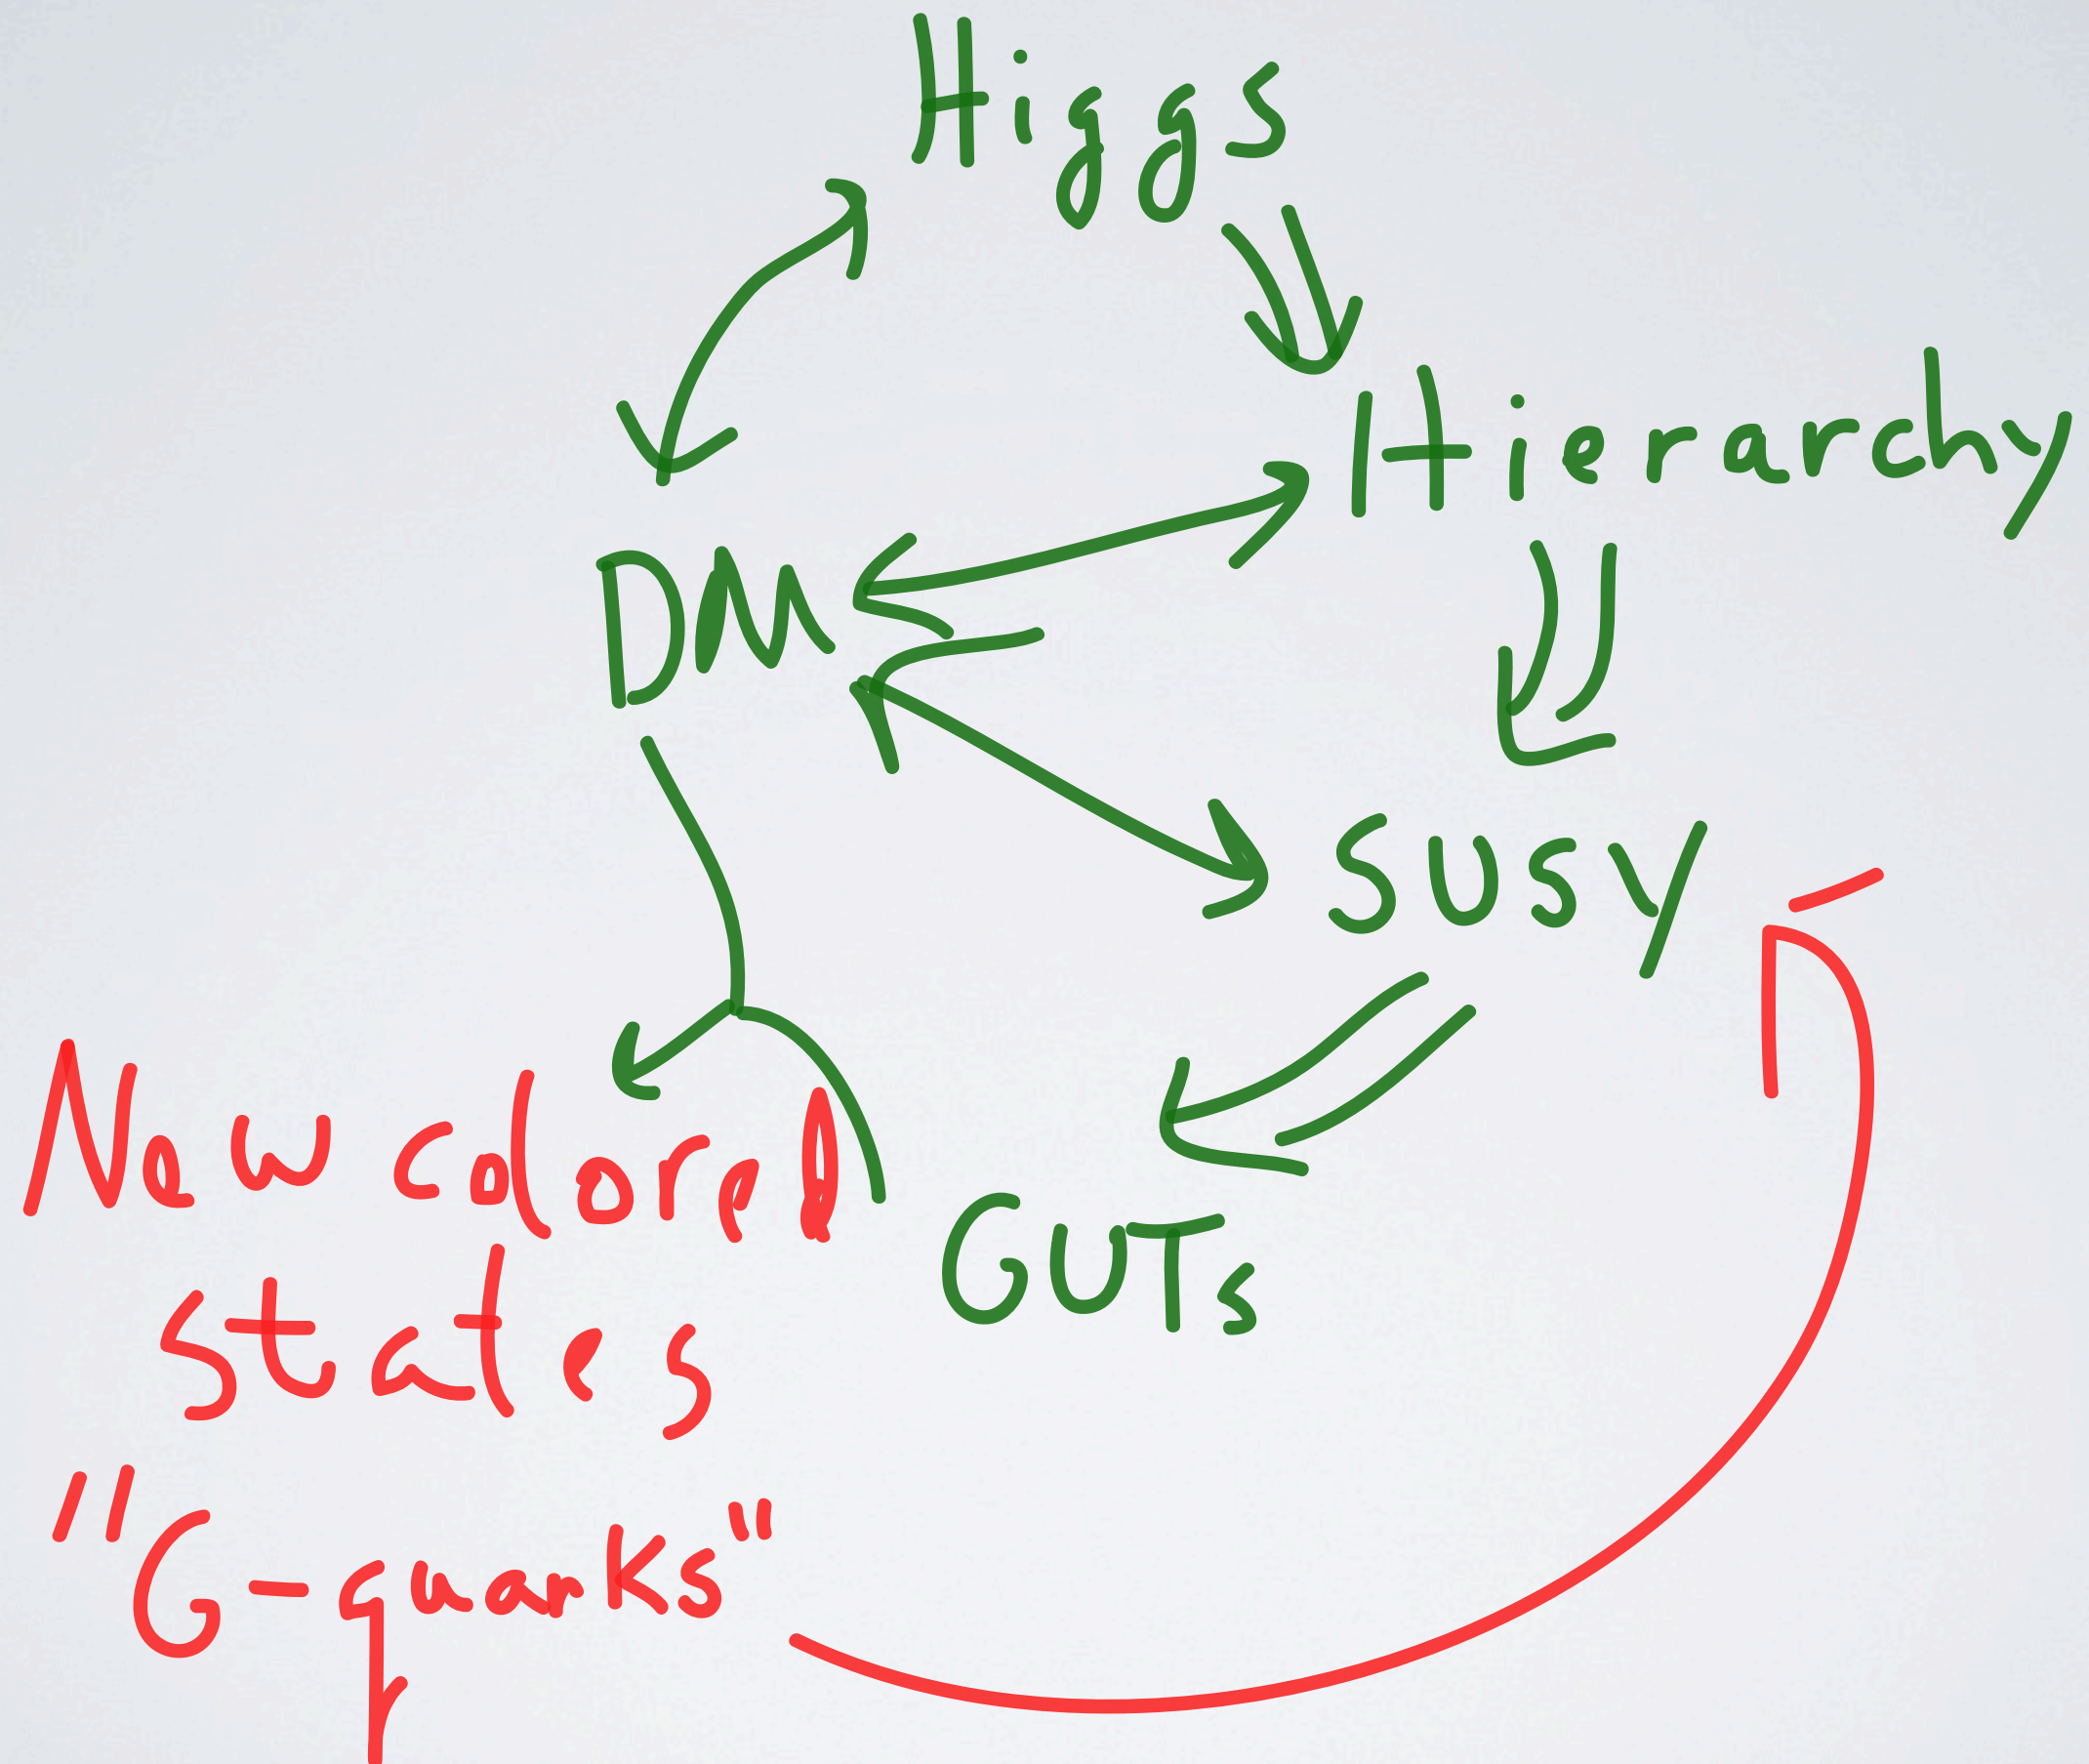 Higgs
Hierarchy
DM
SUSY
New colored
states
GUTs
"G-quarks"